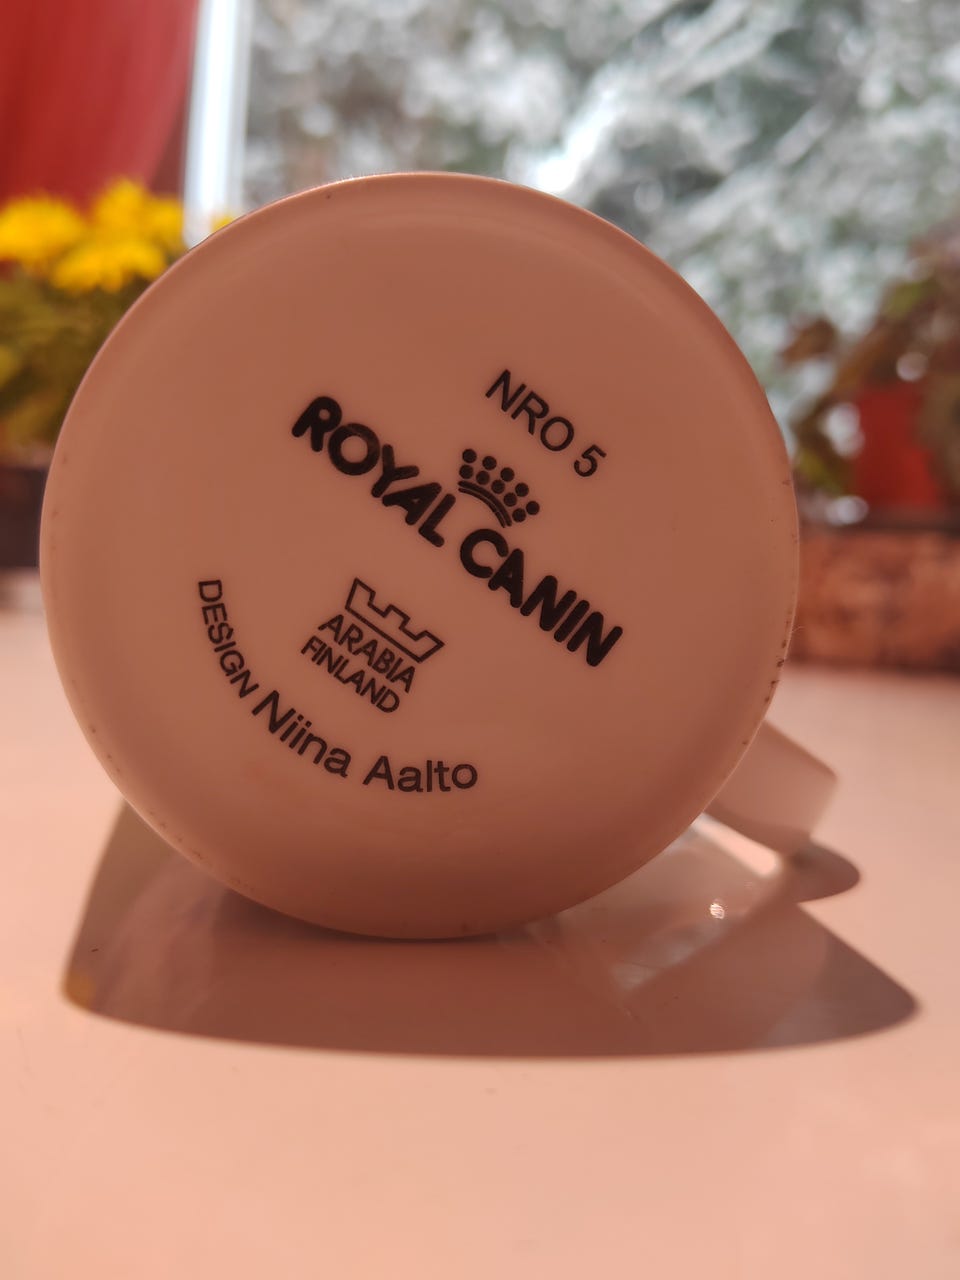 NRO 5
ROYAL CANIN
ARABIA
FINLAND
DESIGN Niina Aalto